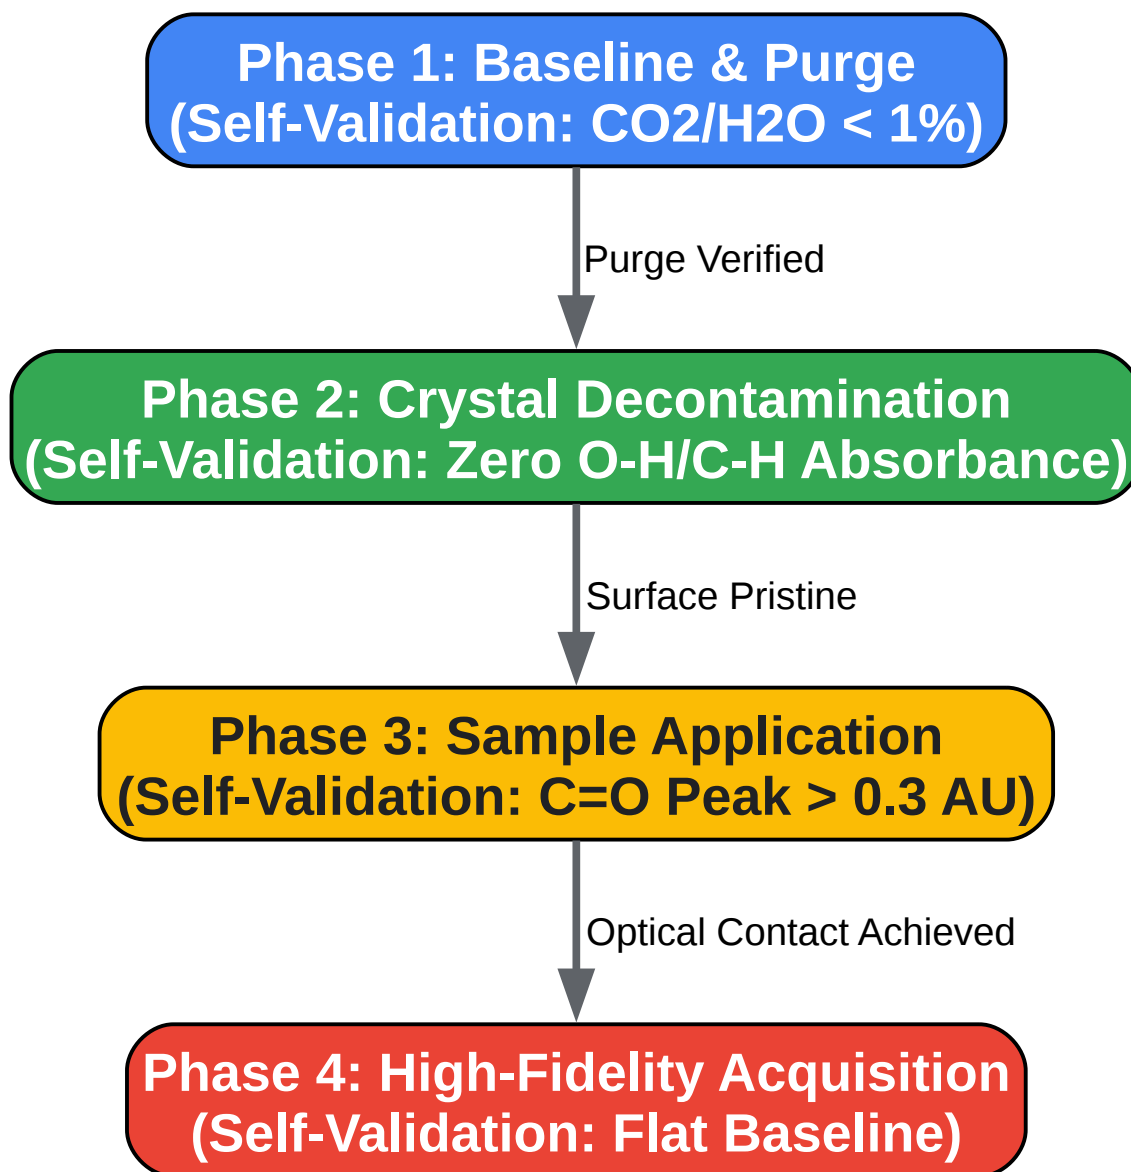 Phase 1: Baseline & Purge
(Self-Validation: CO2/H2O < 1%)
Purge Verified
Phase 2: Crystal Decontamination
(Self-Validation: Zero O-H/C-H Absorbance)
Surface Pristine
Phase 3: Sample Application
(Self-Validation: C=O Peak > 0.3 AU)
Optical Contact Achieved
Phase 4: High-Fidelity Acquisition
(Self-Validation: Flat Baseline)